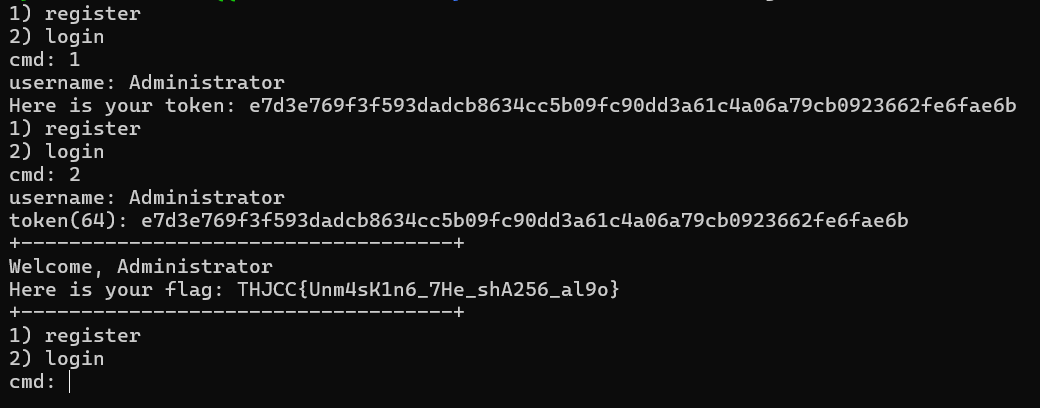 1) register
2) login
cmd: 1
username: Administrator
Here is your token: e7d3e769f3f593dadcb8634cc5b09fc90dd3a61c4a06a79cb0923662fe6fae6b
1) register
2) login
cmd: 2
username: Administrator
token(64): e7d3e769f3f593dadcb8634cc5b09fc90dd3a61c4a06a79cb0923662fe6fae6b
+------------------------------------+
Welcome, Administrator
Here is your flag: THJCC{Unm4sK1n6_7He_shA256_al9o}
+------------------------------------+
1) register
2) login
cmd: